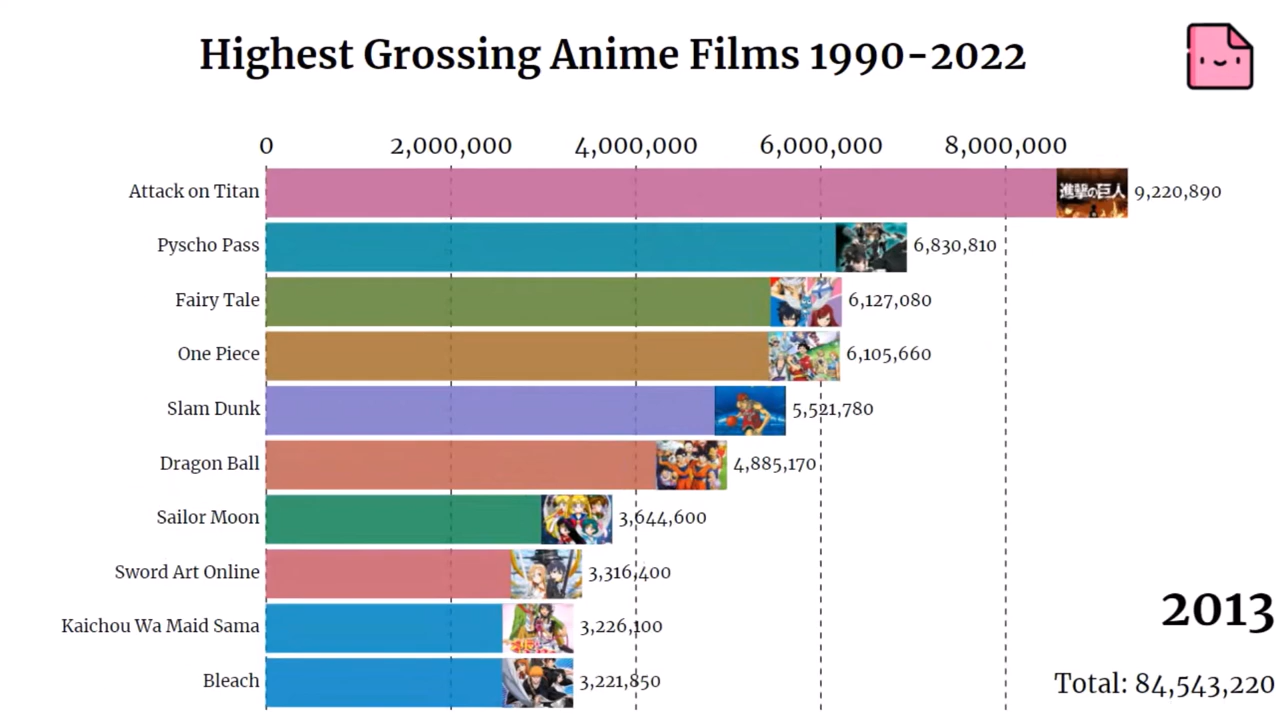 Highest Grossing Anime Films 1990-2022
0 2,000,000 4,000,000 6,000,000 8,000,000
Attack on Titan 進撃の巨人 9,220,890
Pyscho Pass 6,830,810
Fairy Tale 6,127,080
One Piece 6,105,660
Slam Dunk 5,521,780
Dragon Ball 4,885,170
Sailor Moon 3,644,600
Sword Art Online 3,316,400
Kaichou Wa Maid Sama 3,226,100
Bleach 3,221,850
2013
Total: 84,543,220